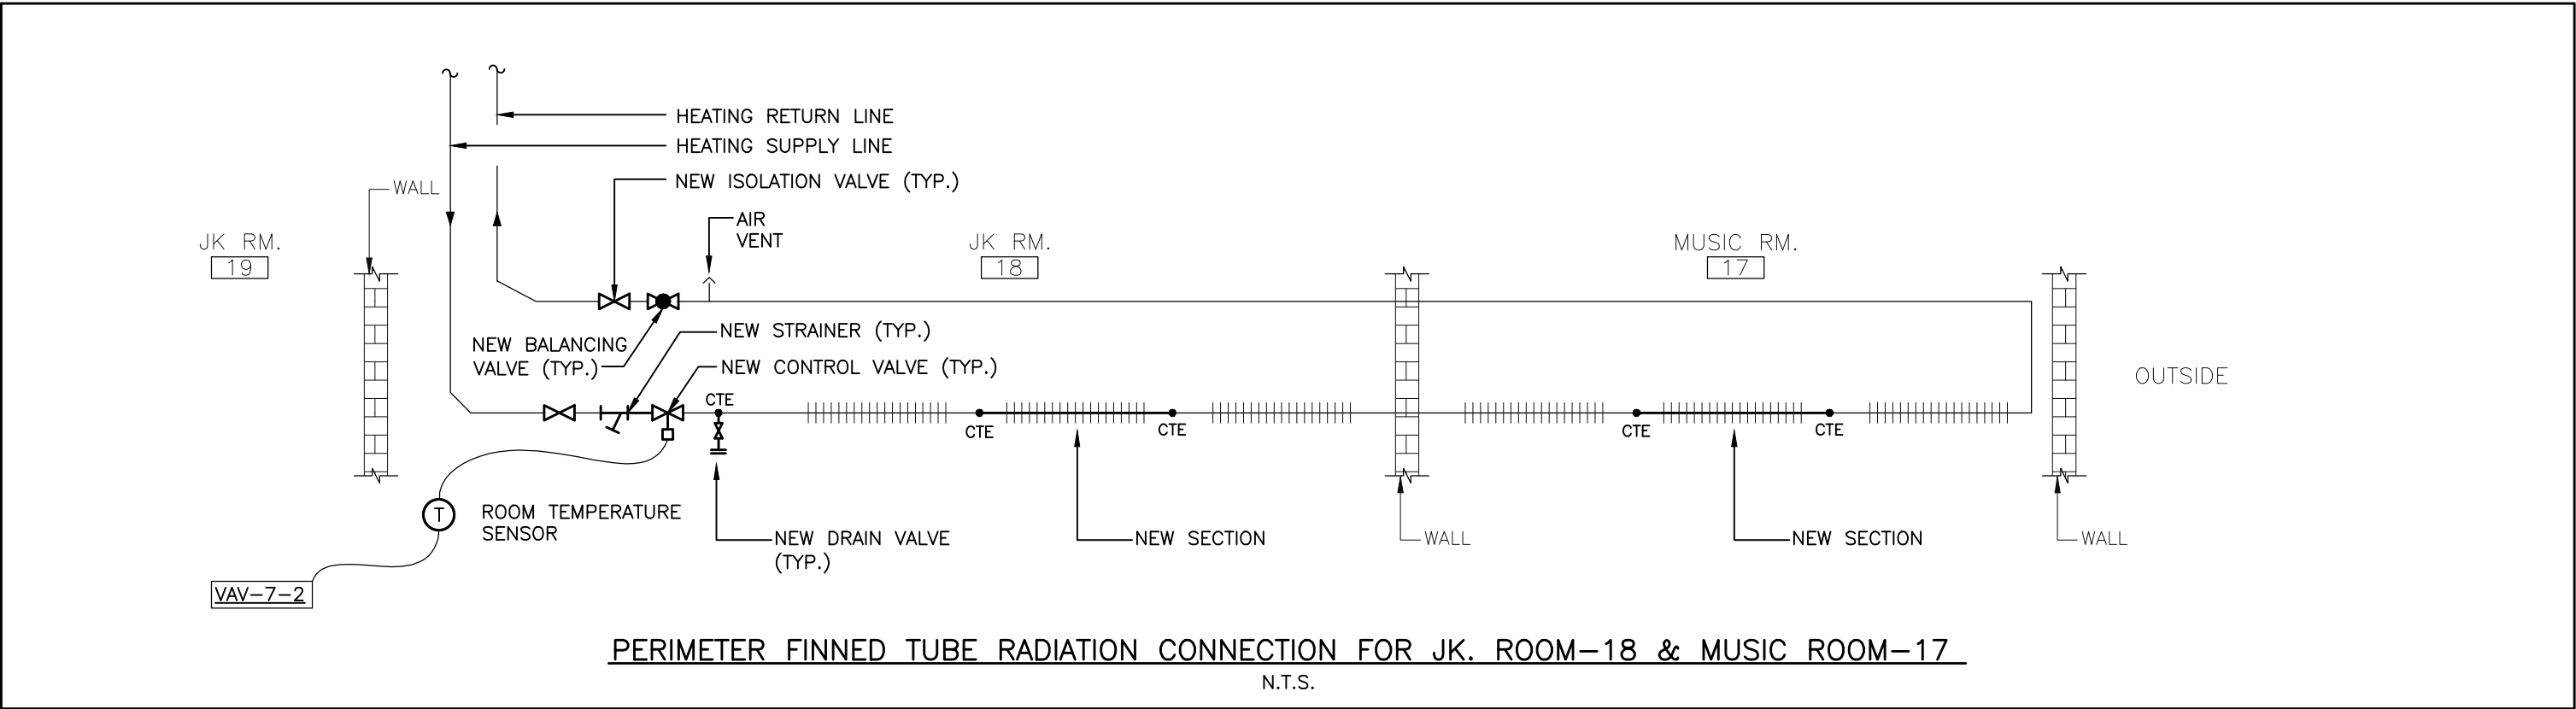 HEATING RETURN LINE
HEATING SUPPLY LINE
NEW ISOLATION VALVE (TYP.)
WALL
AIR
VENT
JK RM.
19
JK RM.
18
MUSIC RM.
17
NEW BALANCING
VALVE (TYP.)
NEW STRAINER (TYP.)
NEW CONTROL VALVE (TYP.)
OUTSIDE
CTE
CTE
CTE
CTE
CTE
T
ROOM TEMPERATURE
SENSOR
NEW DRAIN VALVE
(TYP.)
NEW SECTION
WALL
NEW SECTION
WALL
VAV-7-2
PERIMETER FINNED TUBE RADIATION CONNECTION FOR JK. ROOM-18 & MUSIC ROOM-17
N.T.S.